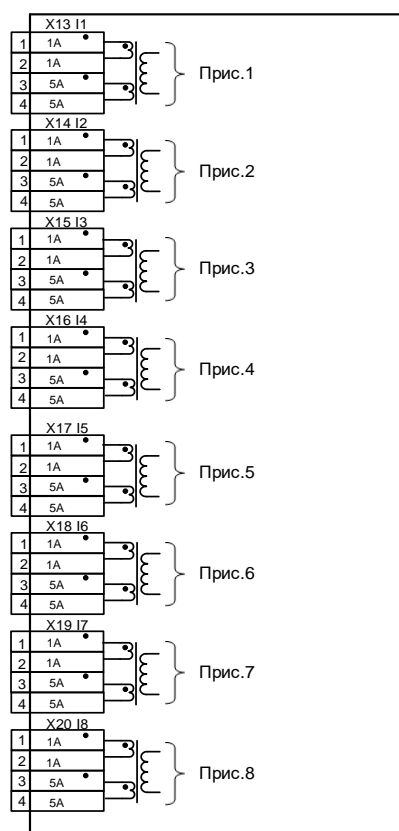 X13 I1
1 1A
2 1A
3 5A
4 5A
Прис.1
X14 I2
1 1A
2 1A
3 5A
4 5A
Прис.2
X15 I3
1 1A
2 1A
3 5A
4 5A
Прис.3
X16 I4
1 1A
2 1A
3 5A
4 5A
Прис.4
X17 I5
1 1A
2 1A
3 5A
4 5A
Прис.5
X18 I6
1 1A
2 1A
3 5A
4 5A
Прис.6
X19 I7
1 1A
2 1A
3 5A
4 5A
Прис.7
X20 I8
1 1A
2 1A
3 5A
4 5A
Прис.8